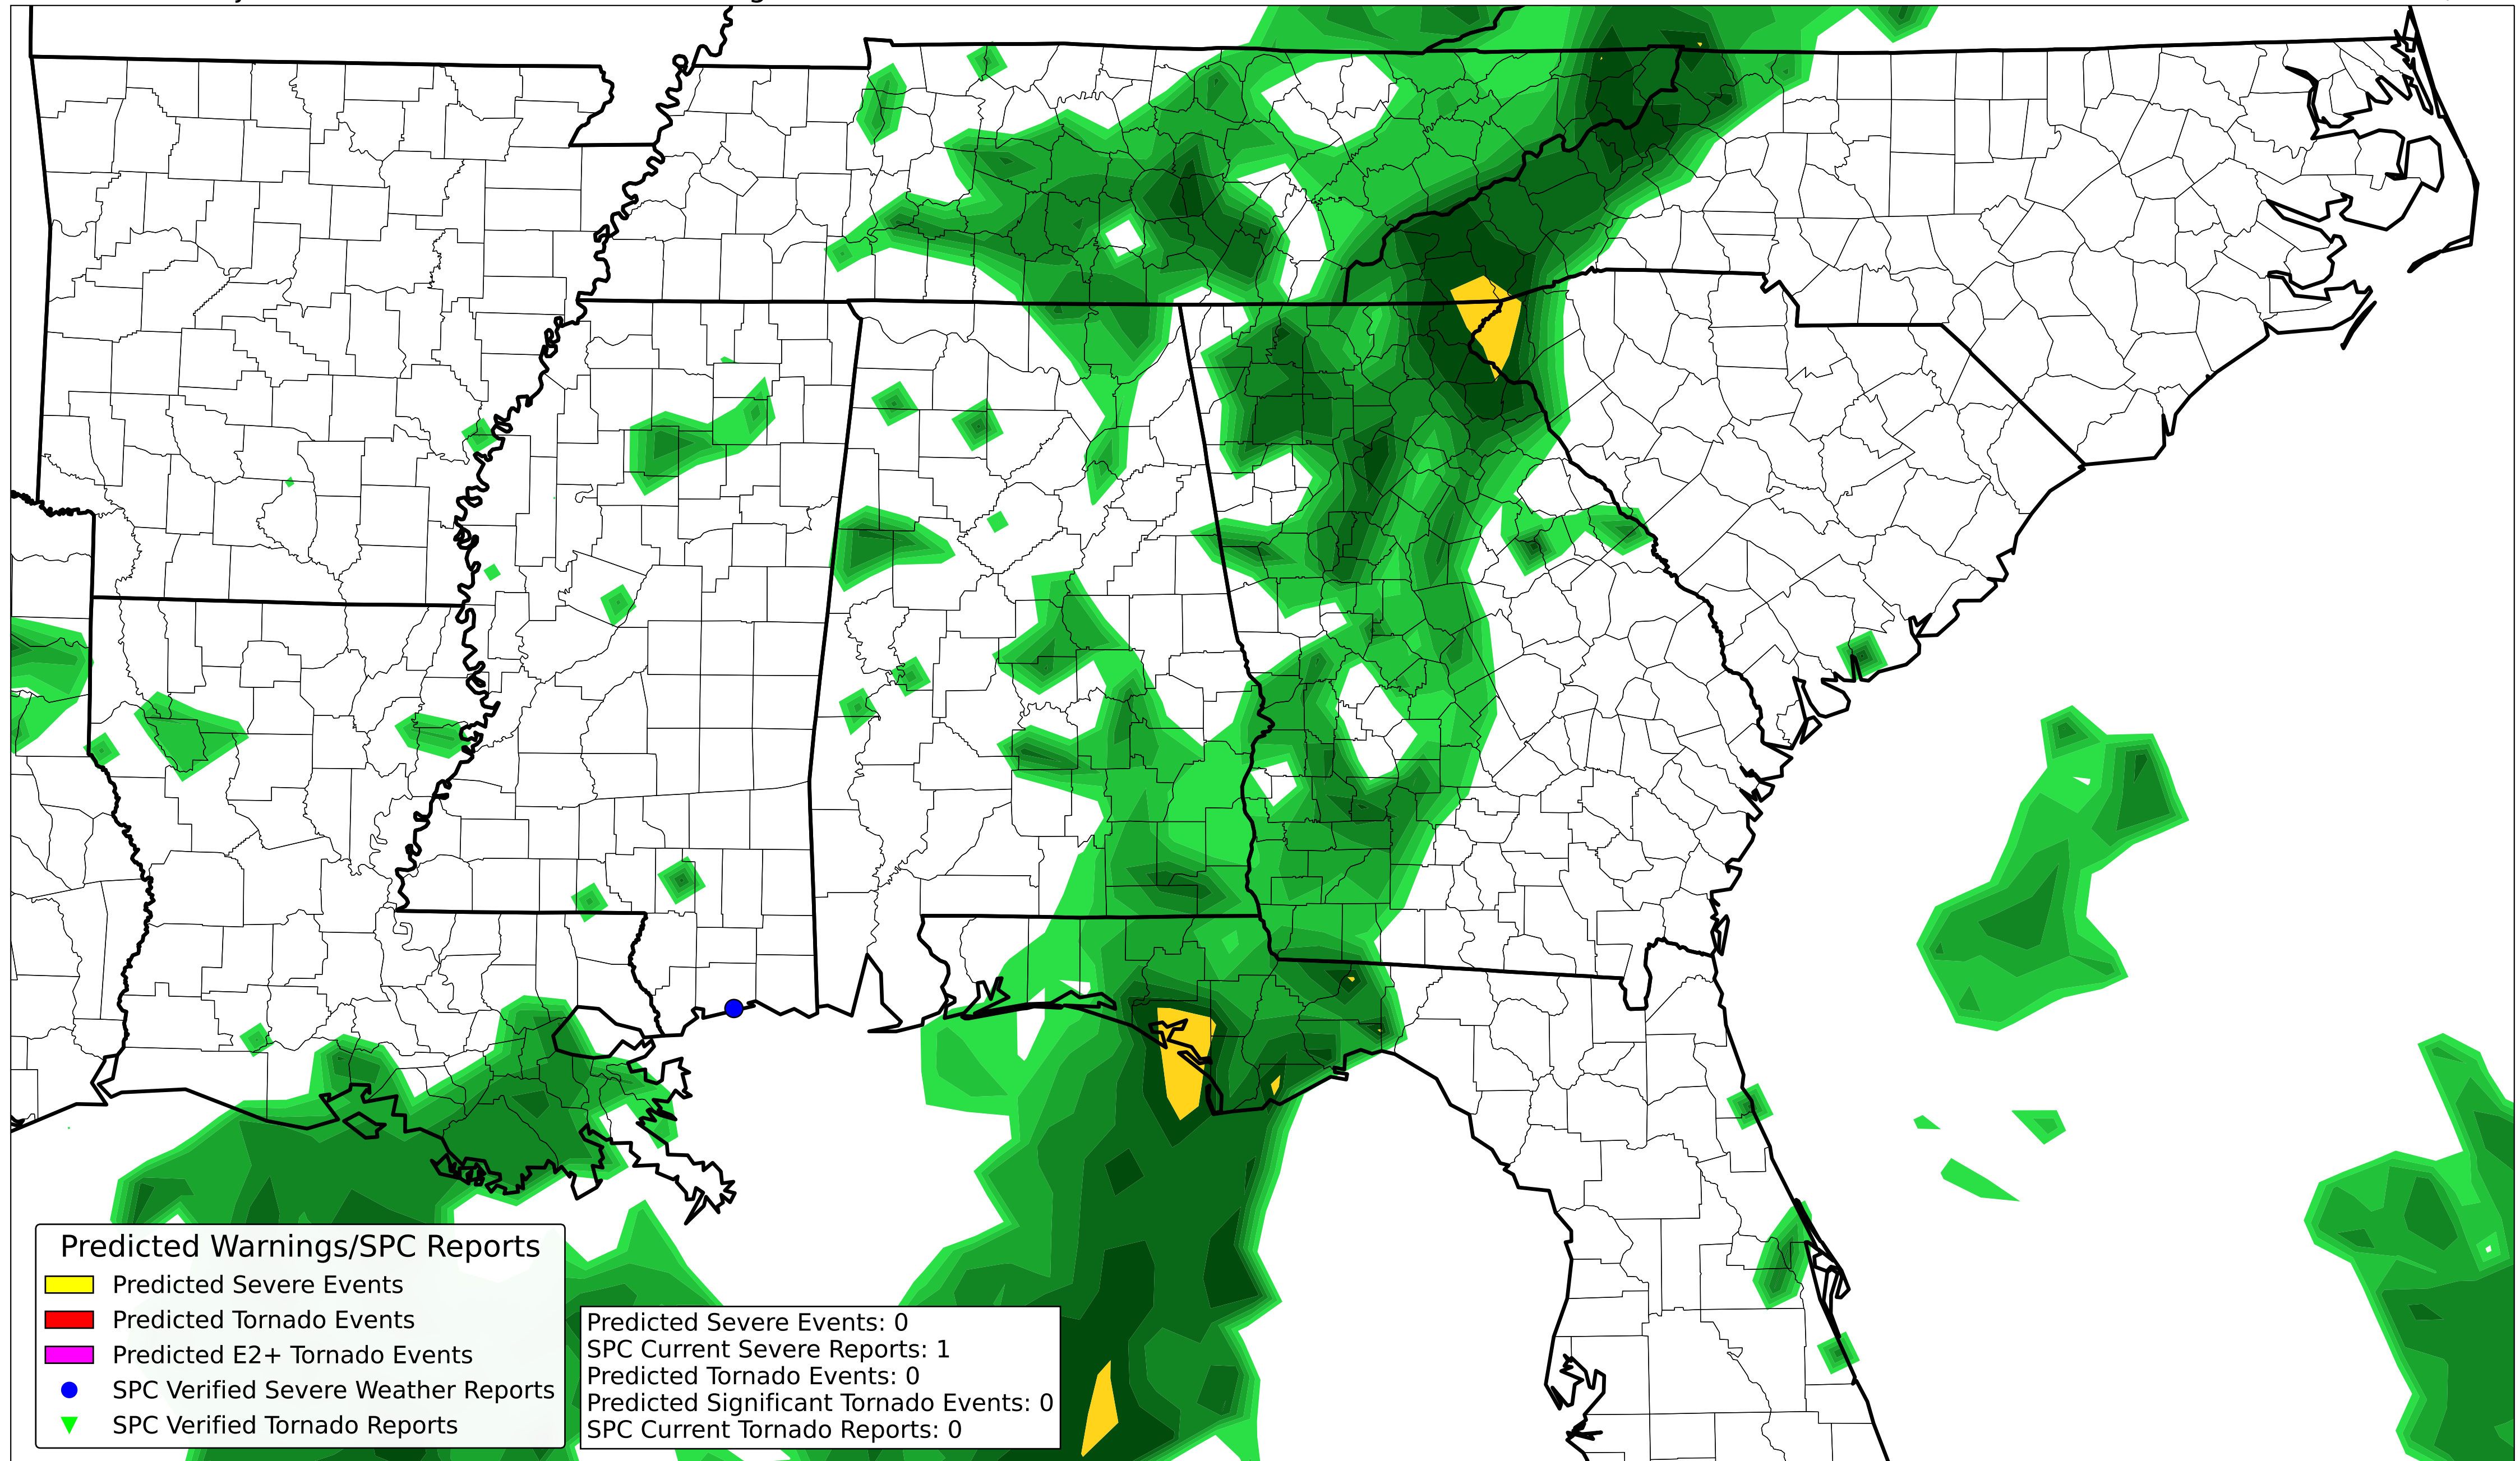 Predicted Warnings/SPC Reports
Predicted Severe Events
Predicted Tornado Events
Predicted E2+ Tornado Events
SPC Verified Severe Weather Reports
SPC Verified Tornado Reports
Predicted Severe Events: 0
SPC Current Severe Reports: 1
Predicted Tornado Events: 0
Predicted Significant Tornado Events: 0
SPC Current Tornado Reports: 0